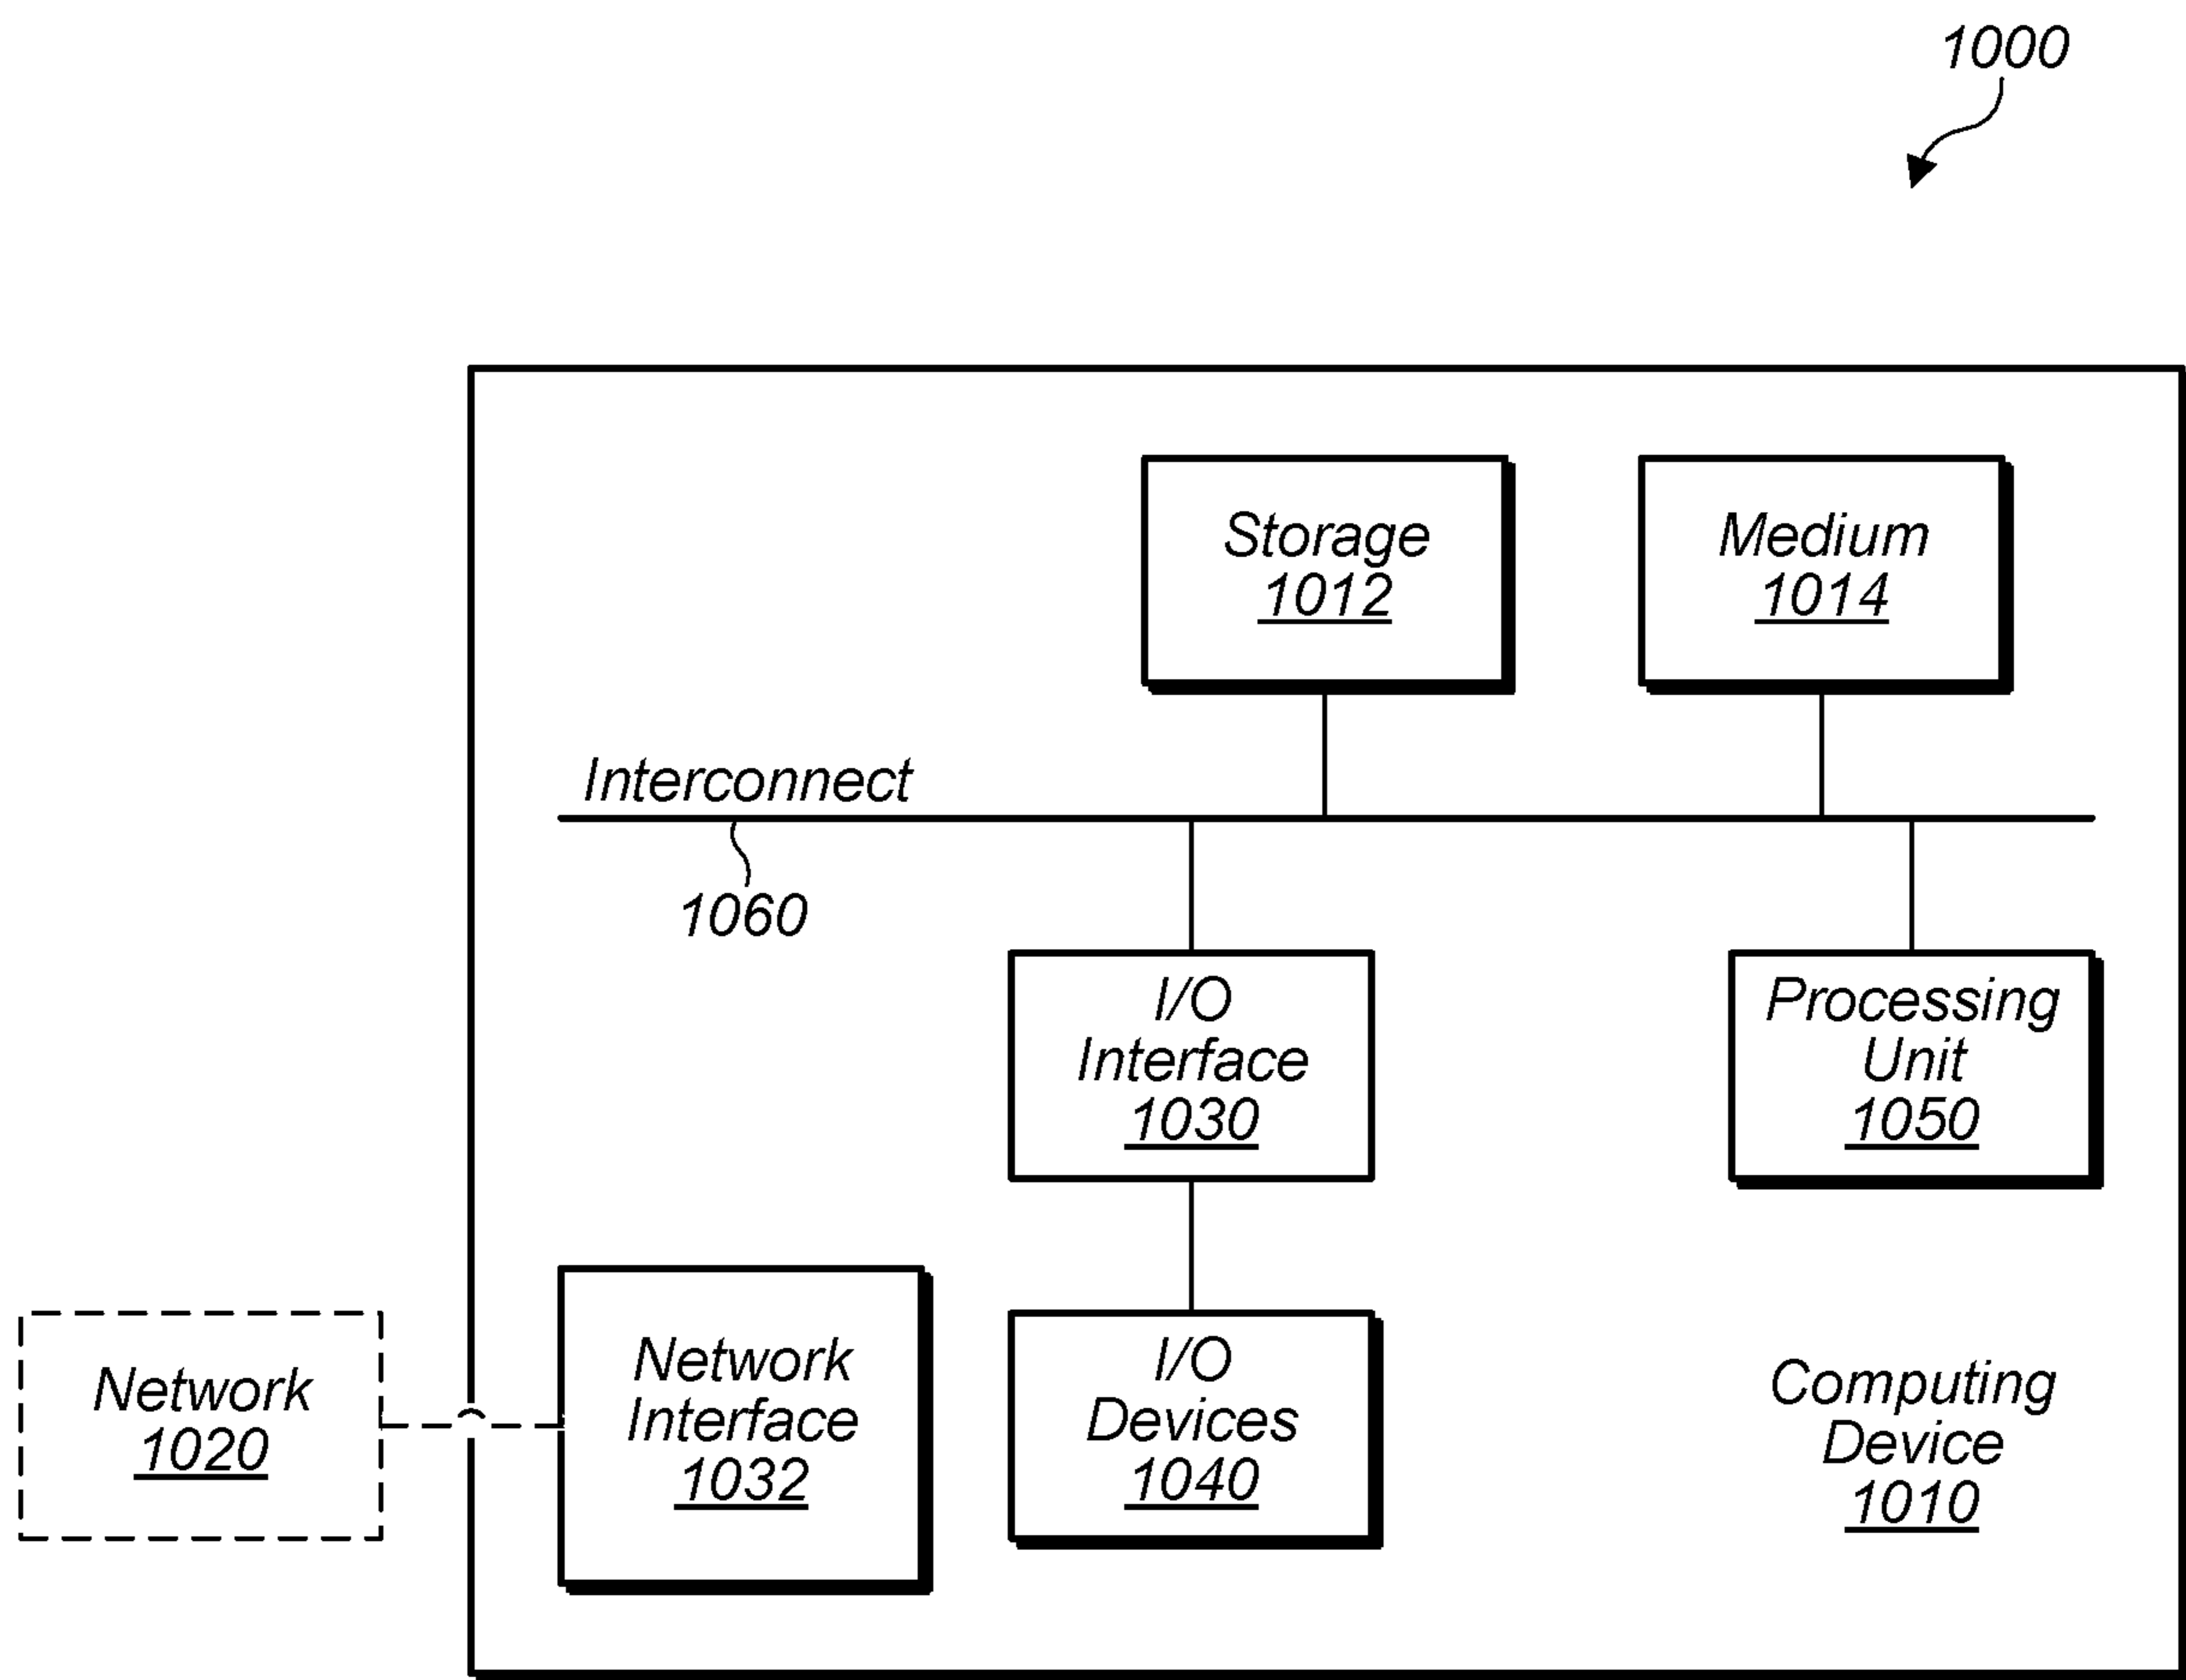 1000
Storage
1012
Medium
1014
Interconnect
1060
I/O
Interface
1030
Processing
Unit
1050
Network
1020
Network
Interface
1032
I/O
Devices
1040
Computing
Device
1010